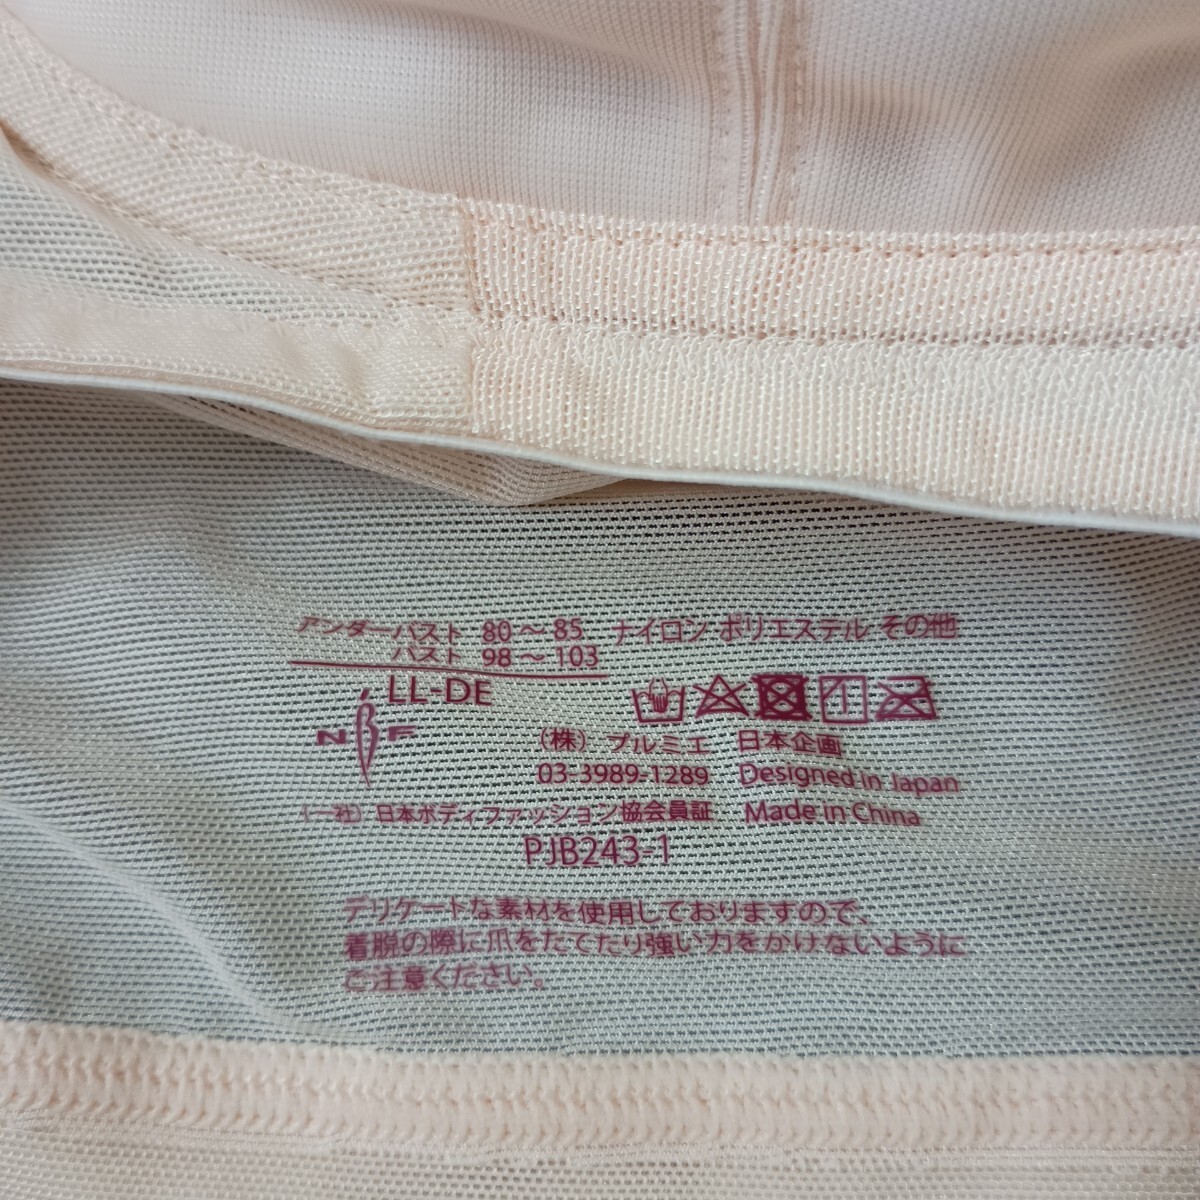 アンダーバスト 80～85 ナイロン ポリエステル その他
バスト 98～103
LL-DE
NBF
（株）プルミエ 日本企画
03-3989-1289 Designed in Japan
（一社）日本ボディファッション協会員証 Made in China
PJB243-1
デリケートな素材を使用しておりますので、
着脱の際に爪をたてたり強い力をかけないように
ご注意ください。